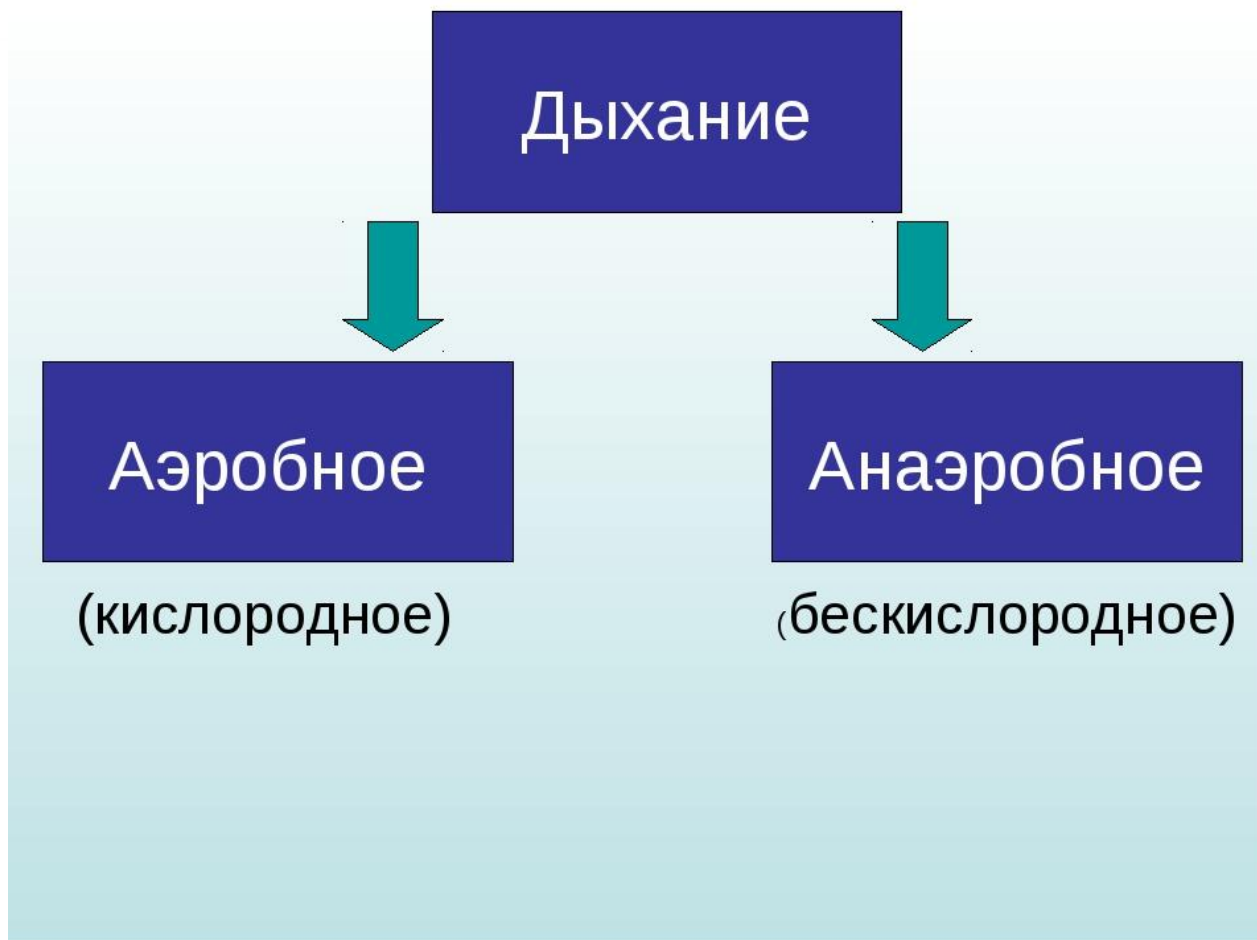 Дыхание
Аэробное
Анаэробное
(кислородное)
(бескислородное)